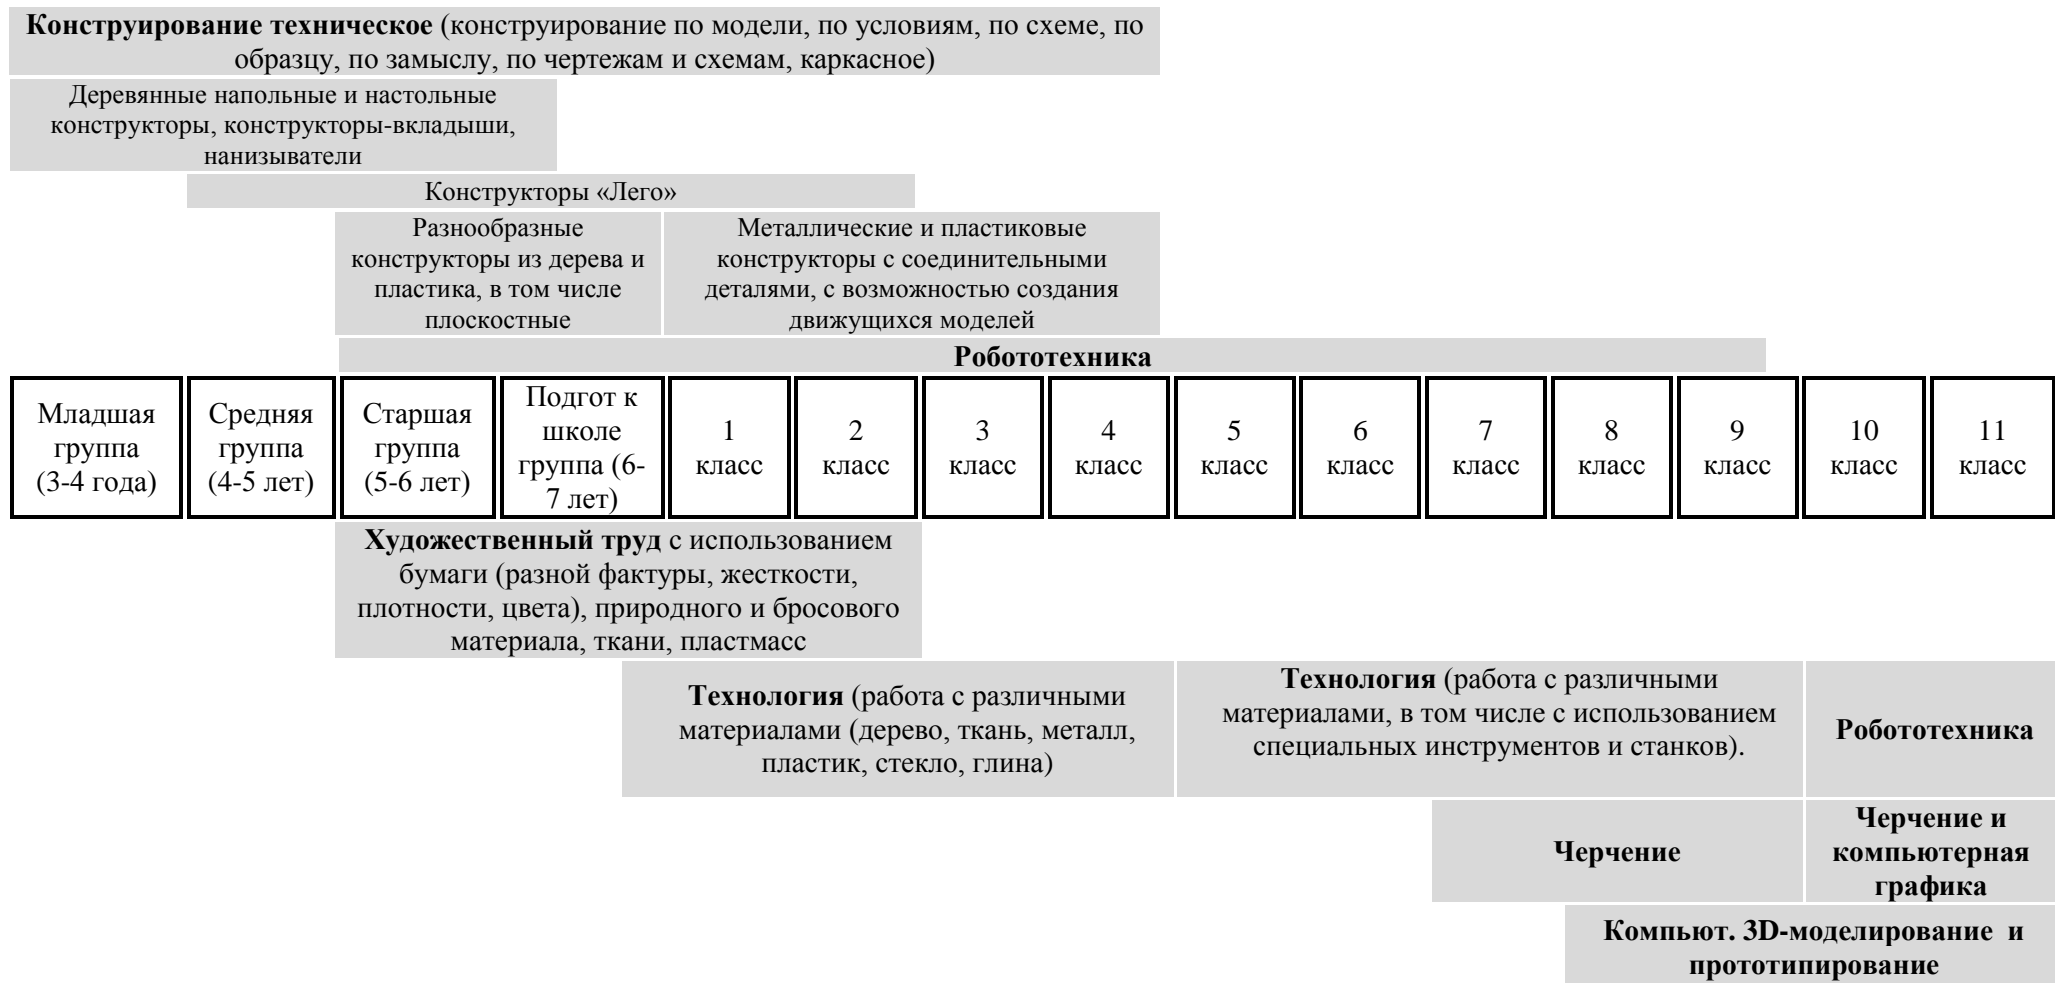 Конструирование техническое (конструирование по модели, по условиям, по схеме, по
образцу, по замыслу, по чертежам и схемам, каркасное)
Деревянные напольные и настольные
конструкторы, конструкторы-вкладыши,
нанизыватели
Конструкторы «Лего»
Разнообразные
конструкторы из дерева и
пластика, в том числе
плоскостные
Металлические и пластиковые
конструкторы с соединительными
деталями, с возможностью создания
движущихся моделей
Робототехника
Младшая
группа
(3-4 года)
Средняя
группа
(4-5 лет)
Старшая
группа
(5-6 лет)
Подгот к
школе
группа (6-
7 лет)
1
класс
2
класс
3
класс
4
класс
5
класс
6
класс
7
класс
8
класс
9
класс
10
класс
11
класс
Художественный труд с использованием
бумаги (разной фактуры, жесткости,
плотности, цвета), природного и бросового
материала, ткани, пластмасс
Технология (работа с различными
материалами (дерево, ткань, металл,
пластик, стекло, глина)
Технология (работа с различными
материалами, в том числе с использованием
специальных инструментов и станков).
Робототехника
Черчение
Черчение и
компьютерная
графика
Компьют. 3D-моделирование и
прототипирование